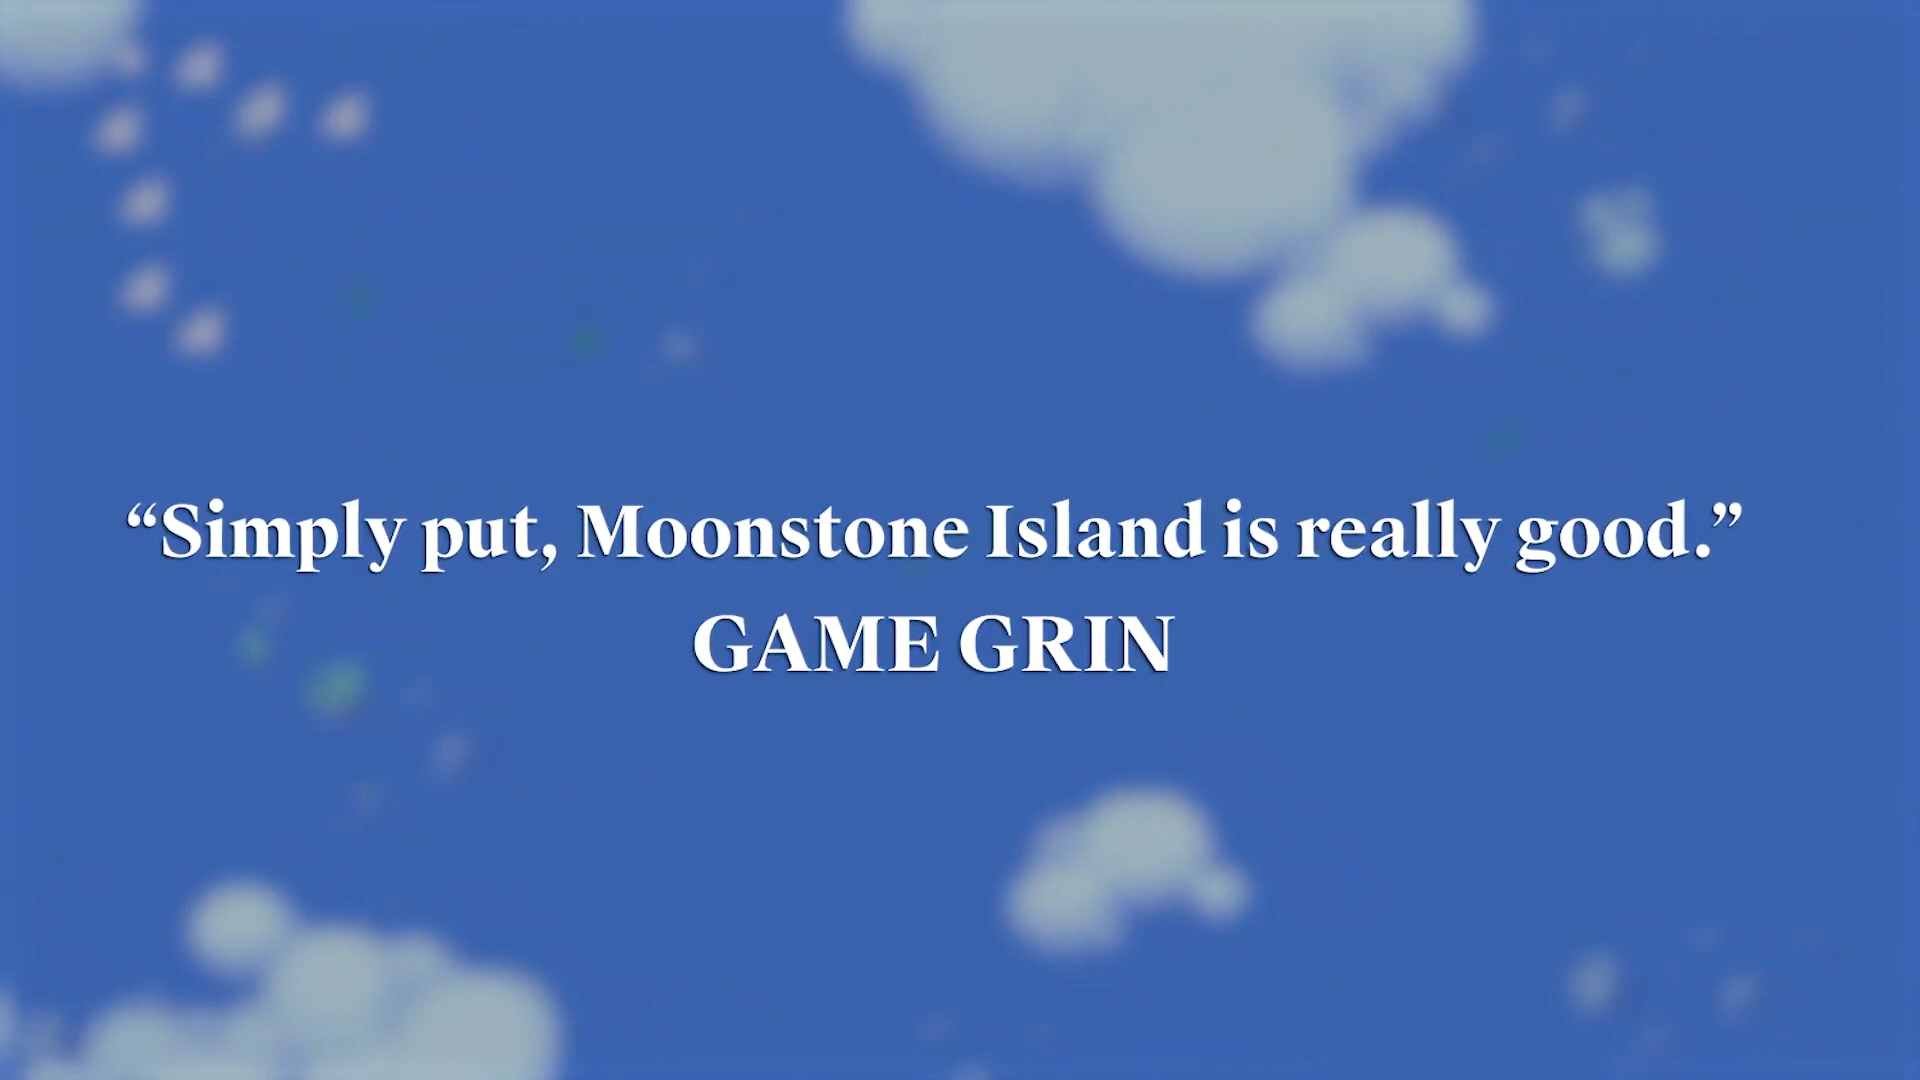 “Simply put, Moonstone Island is really good.”
GAME GRIN